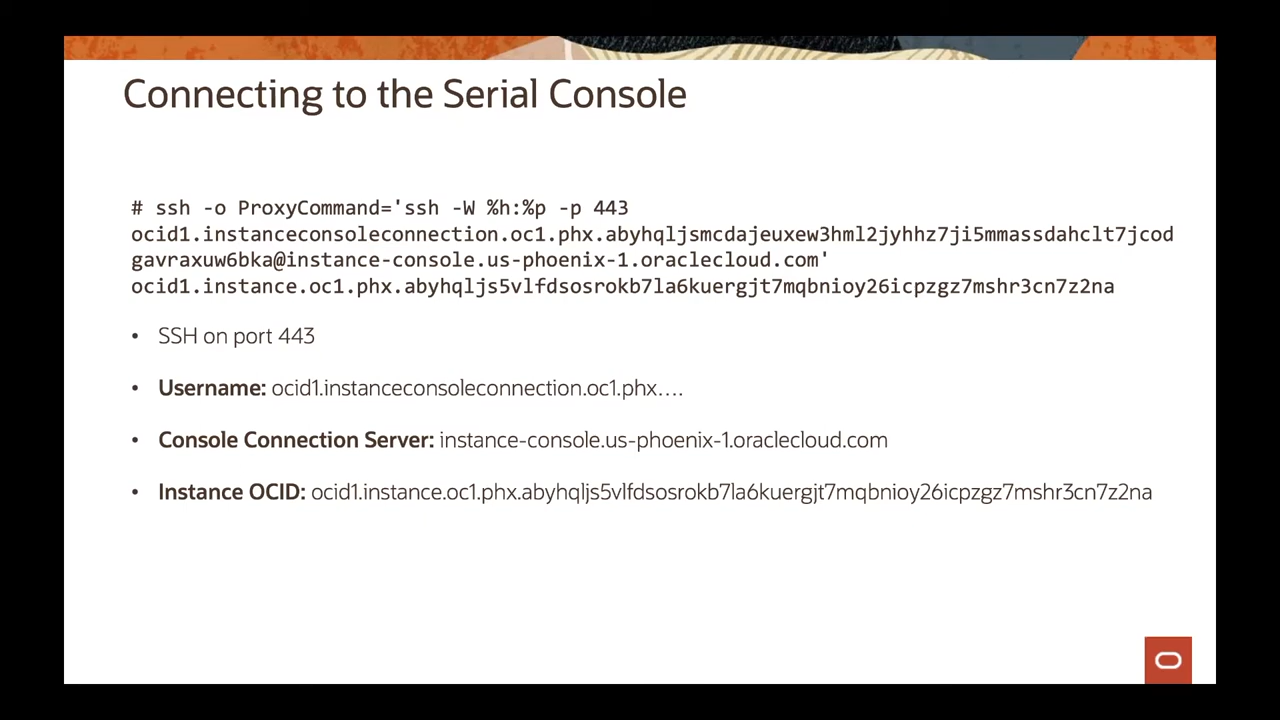 Connecting to the Serial Console
# ssh -o ProxyCommand='ssh -W %h:%p -p 443
ocid1.instanceconsoleconnection.oc1.phx.abyhqljsmcdajeuxew3hml2jyhhz7ji5mmassdahclt7jcod
gavraxuw6bka@instance-console.us-phoenix-1.oraclecloud.com'
ocid1.instance.oc1.phx.abyhqljs5vlfdsosrokb7la6kuergjt7mqbnioy26icpzgz7mshr3cn7z2na
• SSH on port 443
• Username: ocid1.instanceconsoleconnection.oc1.phx....
• Console Connection Server: instance-console.us-phoenix-1.oraclecloud.com
• Instance OCID: ocid1.instance.oc1.phx.abyhqljs5vlfdsosrokb7la6kuergjt7mqbnioy26icpzgz7mshr3cn7z2na